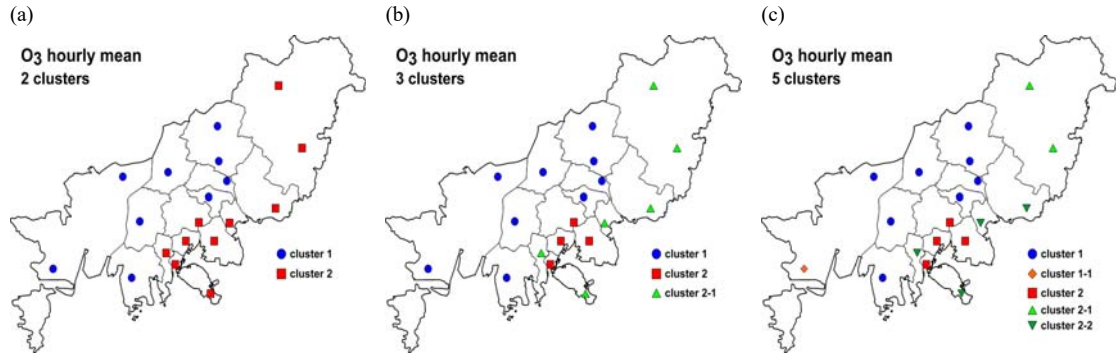 (a)
O3 hourly mean
2 clusters
cluster 1
cluster 2
(b)
O3 hourly mean
3 clusters
cluster 1
cluster 2
cluster 2-1
(c)
O3 hourly mean
5 clusters
cluster 1
cluster 1-1
cluster 2
cluster 2-1
cluster 2-2